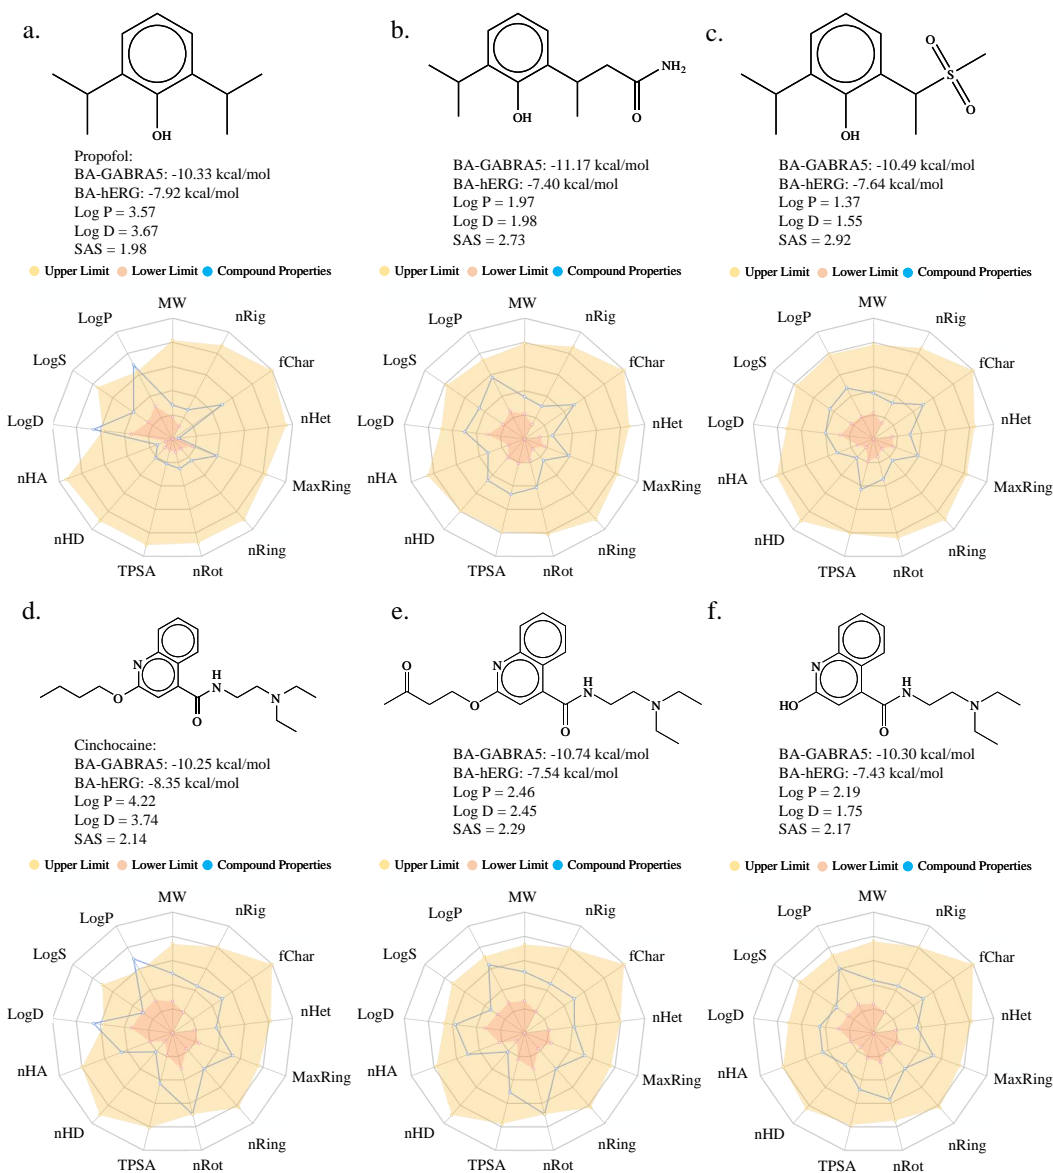 a.
OH
Propofol:
BA-GABRA5: -10.33 kcal/mol
BA-hERG: -7.92 kcal/mol
Log P = 3.57
Log D = 3.67
SAS = 1.98
Upper Limit Lower Limit Compound Properties
MW
nRig
fChar
nHet
MaxRing
nRing
nRot
TPSA
nHD
nHA
LogD
LogS
LogP
b.
NH2
O
OH
BA-GABRA5: -11.17 kcal/mol
BA-hERG: -7.40 kcal/mol
Log P = 1.97
Log D = 1.98
SAS = 2.73
Upper Limit Lower Limit Compound Properties
MW
nRig
fChar
nHet
MaxRing
nRing
nRot
TPSA
nHD
nHA
LogD
LogS
LogP
c.
O
S
O
OH
BA-GABRA5: -10.49 kcal/mol
BA-hERG: -7.64 kcal/mol
Log P = 1.37
Log D = 1.55
SAS = 2.92
Upper Limit Lower Limit Compound Properties
MW
nRig
fChar
nHet
MaxRing
nRing
nRot
TPSA
nHD
nHA
LogD
LogS
LogP
d.
N
H
N
N
O
O
Cinchocaine:
BA-GABRA5: -10.25 kcal/mol
BA-hERG: -8.35 kcal/mol
Log P = 4.22
Log D = 3.74
SAS = 2.14
Upper Limit Lower Limit Compound Properties
MW
nRig
fChar
nHet
MaxRing
nRing
nRot
TPSA
nHD
nHA
LogD
LogS
LogP
e.
O
N
H
N
N
O
O
BA-GABRA5: -10.74 kcal/mol
BA-hERG: -7.54 kcal/mol
Log P = 2.46
Log D = 2.45
SAS = 2.29
Upper Limit Lower Limit Compound Properties
MW
nRig
fChar
nHet
MaxRing
nRing
nRot
TPSA
nHD
nHA
LogD
LogS
LogP
f.
N
H
N
N
HO
O
BA-GABRA5: -10.30 kcal/mol
BA-hERG: -7.43 kcal/mol
Log P = 2.19
Log D = 1.75
SAS = 2.17
Upper Limit Lower Limit Compound Properties
MW
nRig
fChar
nHet
MaxRing
nRing
nRot
TPSA
nHD
nHA
LogD
LogS
LogP